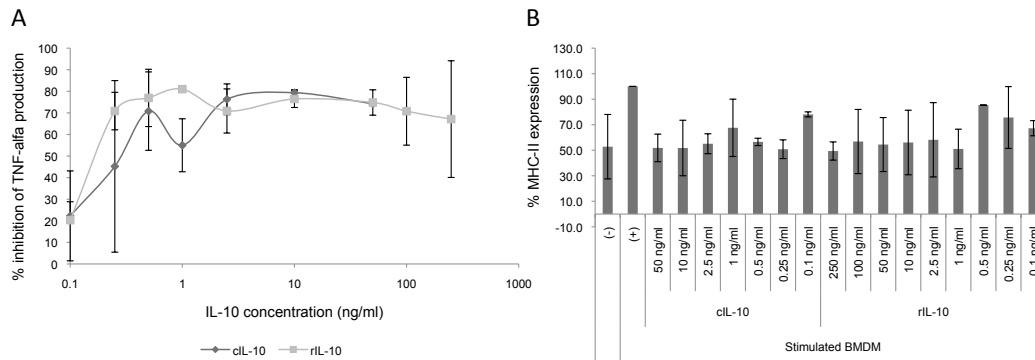 A
% inhibition of TNF-alfa production
100
90
80
70
60
50
40
30
20
10
0
0.1
1
10
100
1000
IL-10 concentration (ng/ml)
cIL-10
rIL-10
B
% MHC-II expression
130.0
110.0
90.0
70.0
50.0
30.0
10.0
-10.0
(-)
(+)
50 ng/ml
10 ng/ml
2.5 ng/ml
1 ng/ml
0.5 ng/ml
0.25 ng/ml
0.1 ng/ml
250 ng/ml
100 ng/ml
50 ng/ml
10 ng/ml
2.5 ng/ml
1 ng/ml
0.5 ng/ml
0.25 ng/ml
0.1 ng/ml
cIL-10
rIL-10
Stimulated BMDM